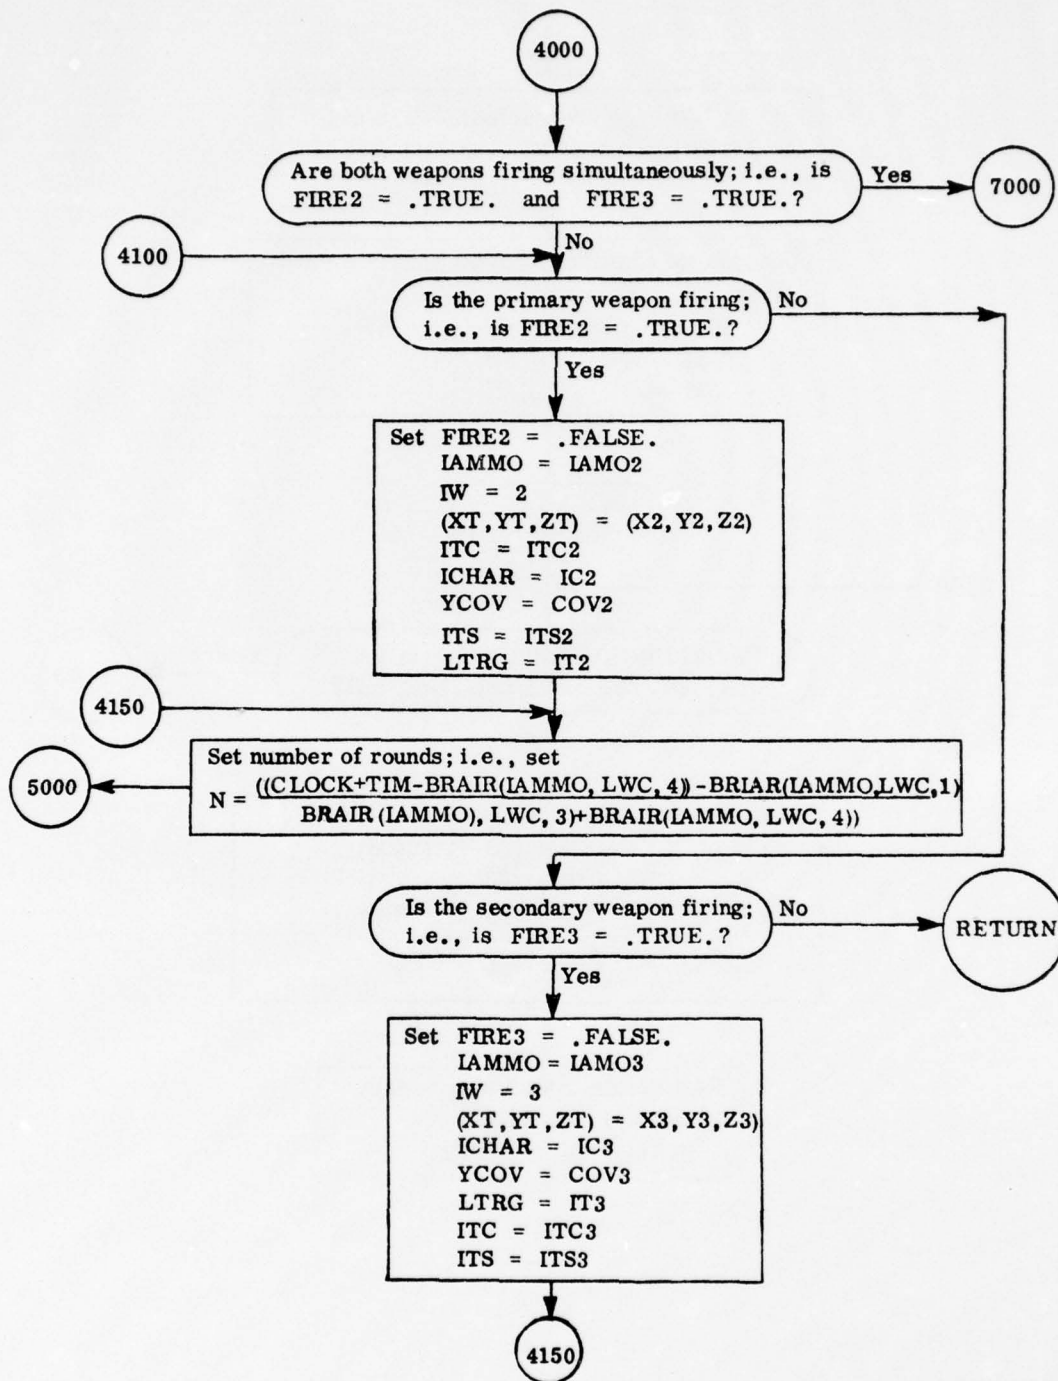 4000
Are both weapons firing simultaneously; i.e., is
FIRE2 = .TRUE. and FIRE3 = .TRUE.?
Yes
7000
No
4100
Is the primary weapon firing;
i.e., is FIRE2 = .TRUE.?
No
Yes
Set FIRE2 = .FALSE.
IAMMO = IAMO2
IW = 2
(XT,YT,ZT) = (X2,Y2,Z2)
ITC = ITC2
ICHAR = IC2
YCOV = COV2
ITS = ITS2
LTRG = IT2
4150
5000
Set number of rounds; i.e., set
N = ((CLOCK+TIM-BRAIR(IAMMO, LWC, 4)) -BRIAR(IAMMO,LWC,1)
BRAIR(IAMMO), LWC, 3)+BRAIR(IAMMO, LWC, 4))
Is the secondary weapon firing;
i.e., is FIRE3 = .TRUE.?
No
RETURN
Yes
Set FIRE3 = .FALSE.
IAMMO = IAMO3
IW = 3
(XT,YT,ZT) = X3,Y3,Z3)
ICHAR = IC3
YCOV = COV3
LTRG = IT3
ITC = ITC3
ITS = ITS3
4150